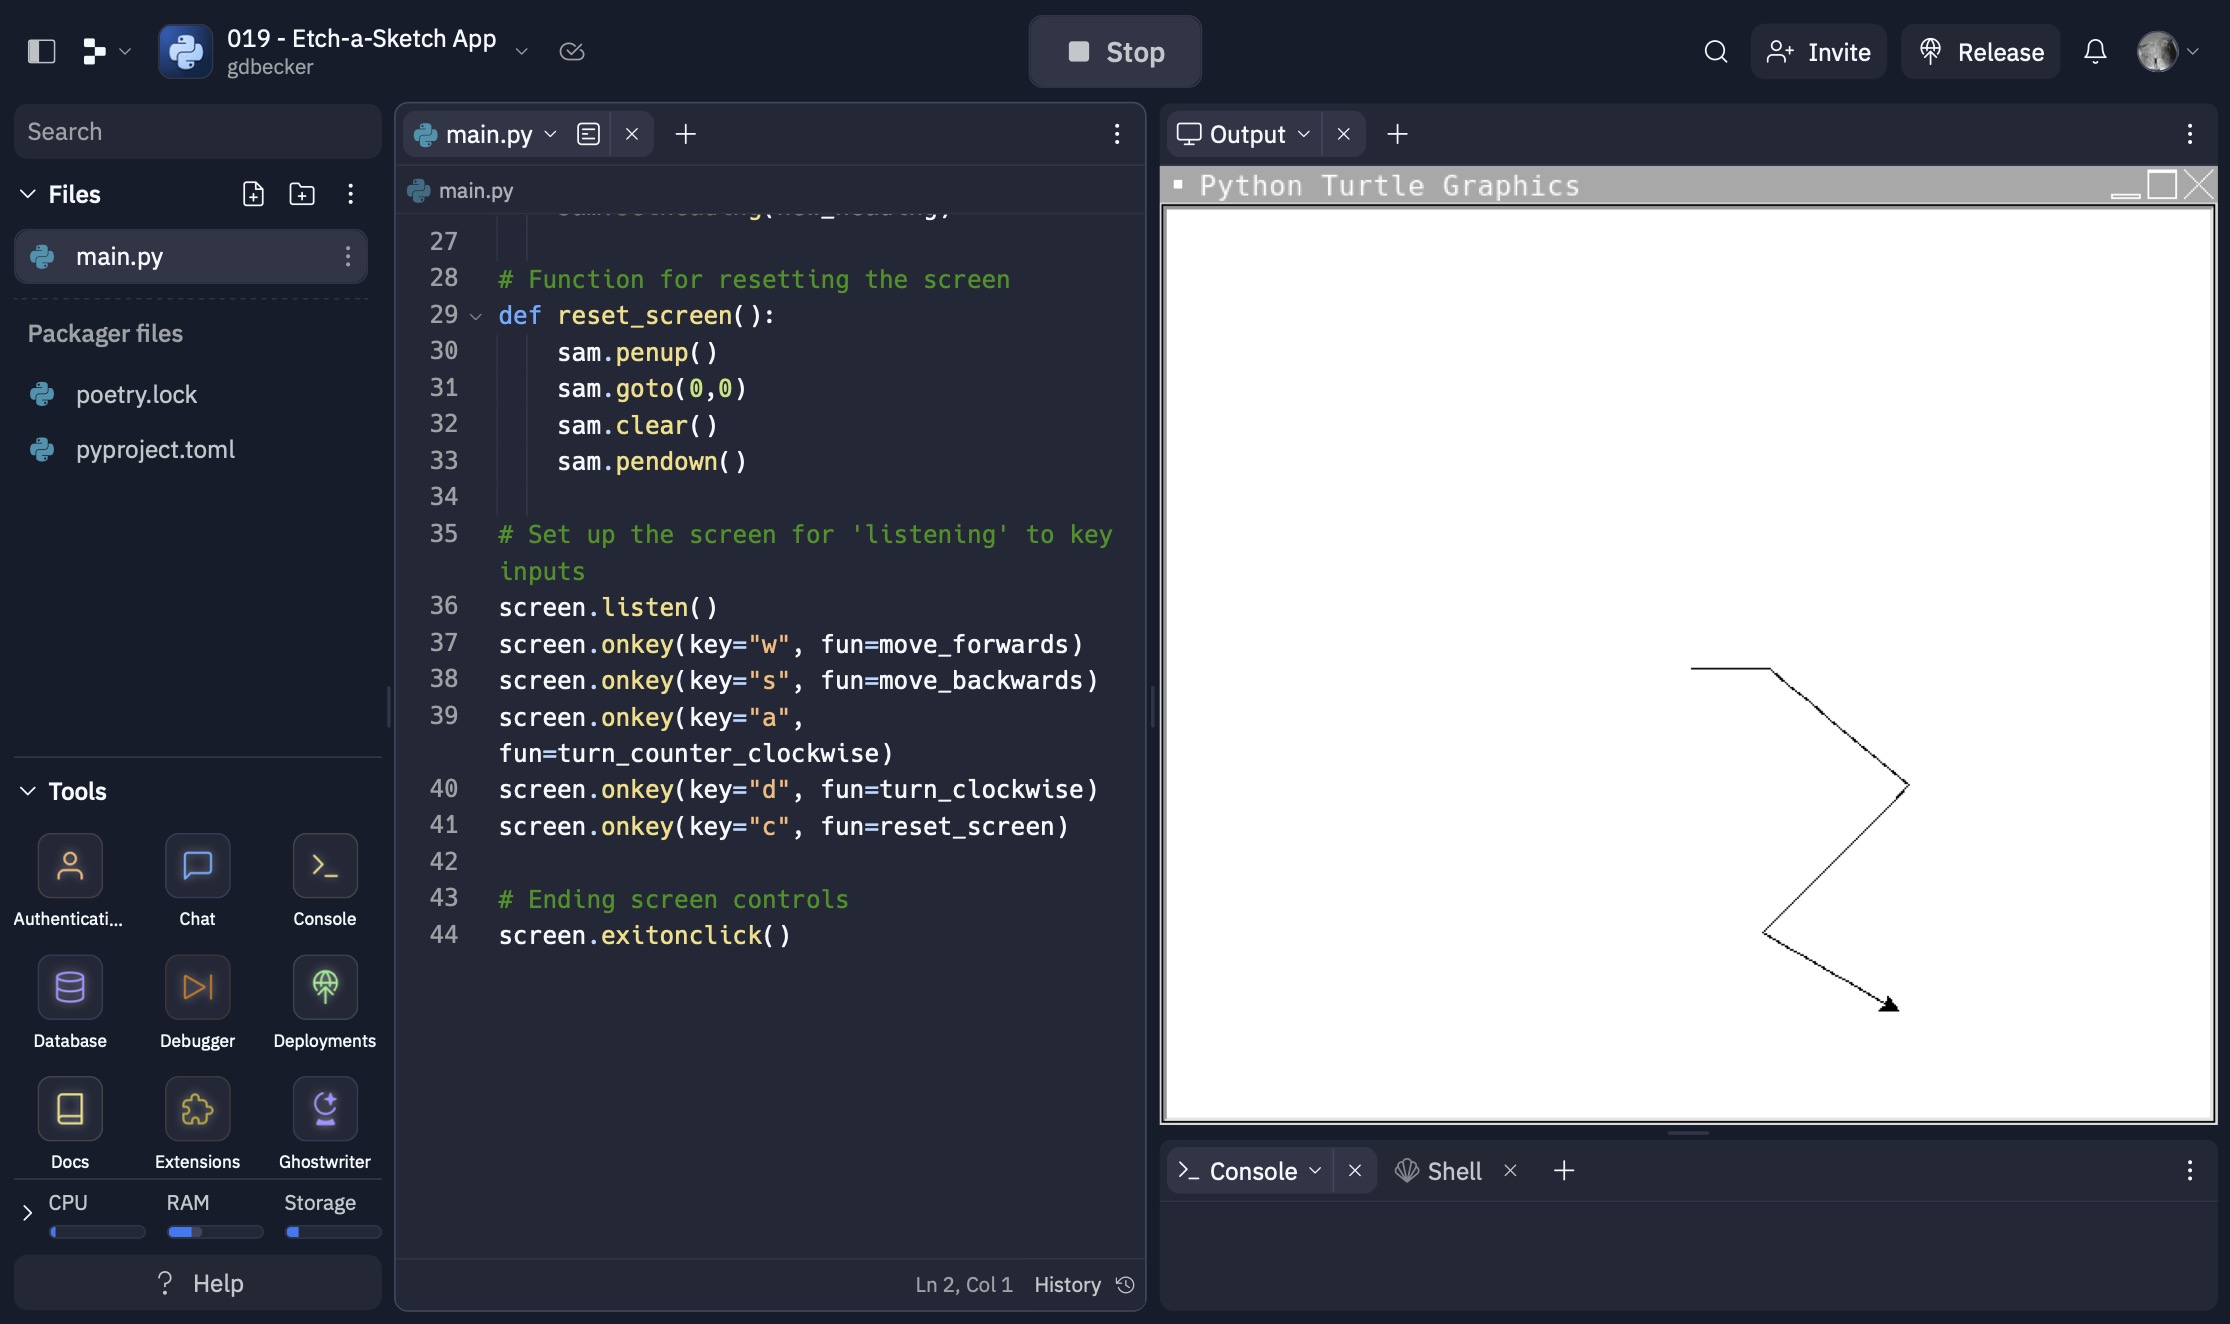 019 - Etch-a-Sketch App
gdbecker
Stop
Invite
Release
Search
Files
main.py
Packager files
poetry.lock
pyproject.toml
Tools
Authenticati...
Chat
Console
Database
Debugger
Deployments
Docs
Extensions
Ghostwriter
CPU
RAM
Storage
? Help
main.py
main.py
27
28 # Function for resetting the screen
29 def reset_screen():
30 sam.penup()
31 sam.goto(0,0)
32 sam.clear()
33 sam.pendown()
34
35 # Set up the screen for 'listening' to key
inputs
36 screen.listen()
37 screen.onkey(key="w", fun=move_forwards)
38 screen.onkey(key="s", fun=move_backwards)
39 screen.onkey(key="a",
fun=turn_counter_clockwise)
40 screen.onkey(key="d", fun=turn_clockwise)
41 screen.onkey(key="c", fun=reset_screen)
42
43 # Ending screen controls
44 screen.exitonclick()
Ln 2, Col 1 History
Output
Python Turtle Graphics
Console
Shell